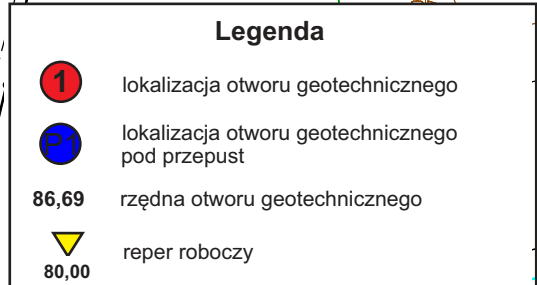 Legenda
1 lokalizacja otworu geotechnicznego
P1 lokalizacja otworu geotechnicznego
pod przepust
86,69 rzędna otworu geotechnicznego
reper roboczy
80,00